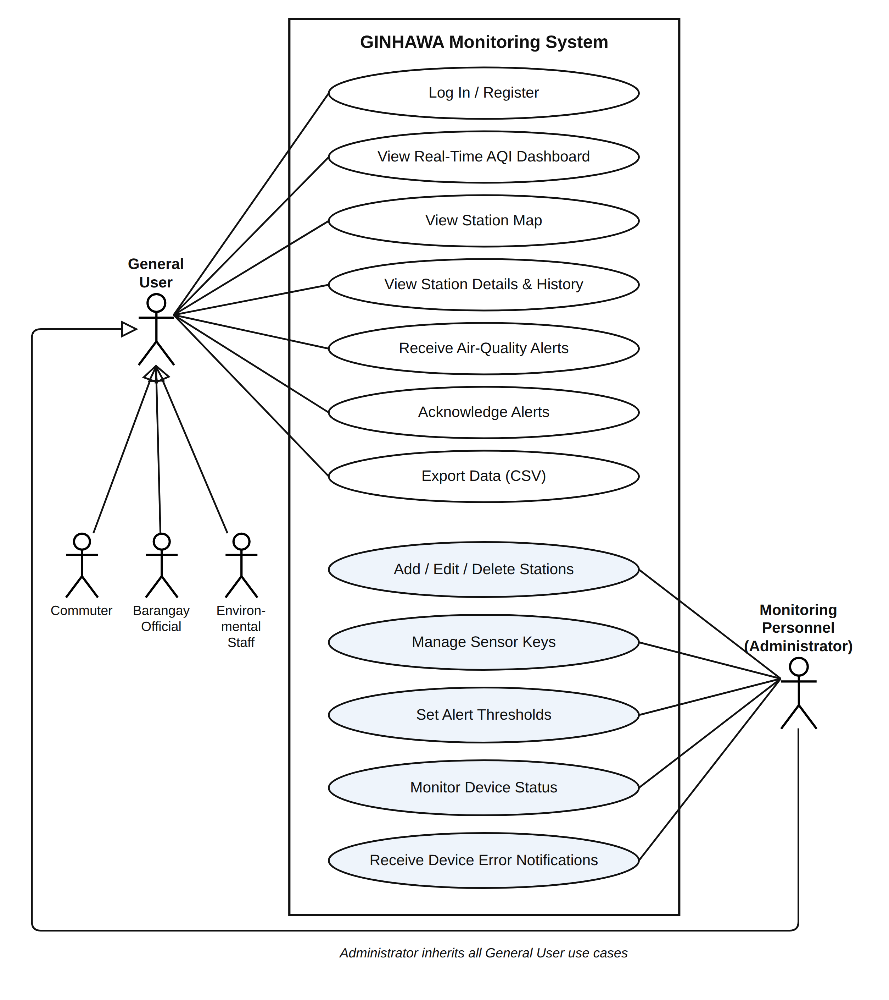 GINHAWA Monitoring System
Log In / Register
View Real-Time AQI Dashboard
View Station Map
General
User
View Station Details & History
Receive Air-Quality Alerts
Acknowledge Alerts
Export Data (CSV)
Commuter
Barangay
Official
Environ-
mental
Staff
Add / Edit / Delete Stations
Manage Sensor Keys
Set Alert Thresholds
Monitor Device Status
Receive Device Error Notifications
Monitoring
Personnel
(Administrator)
Administrator inherits all General User use cases